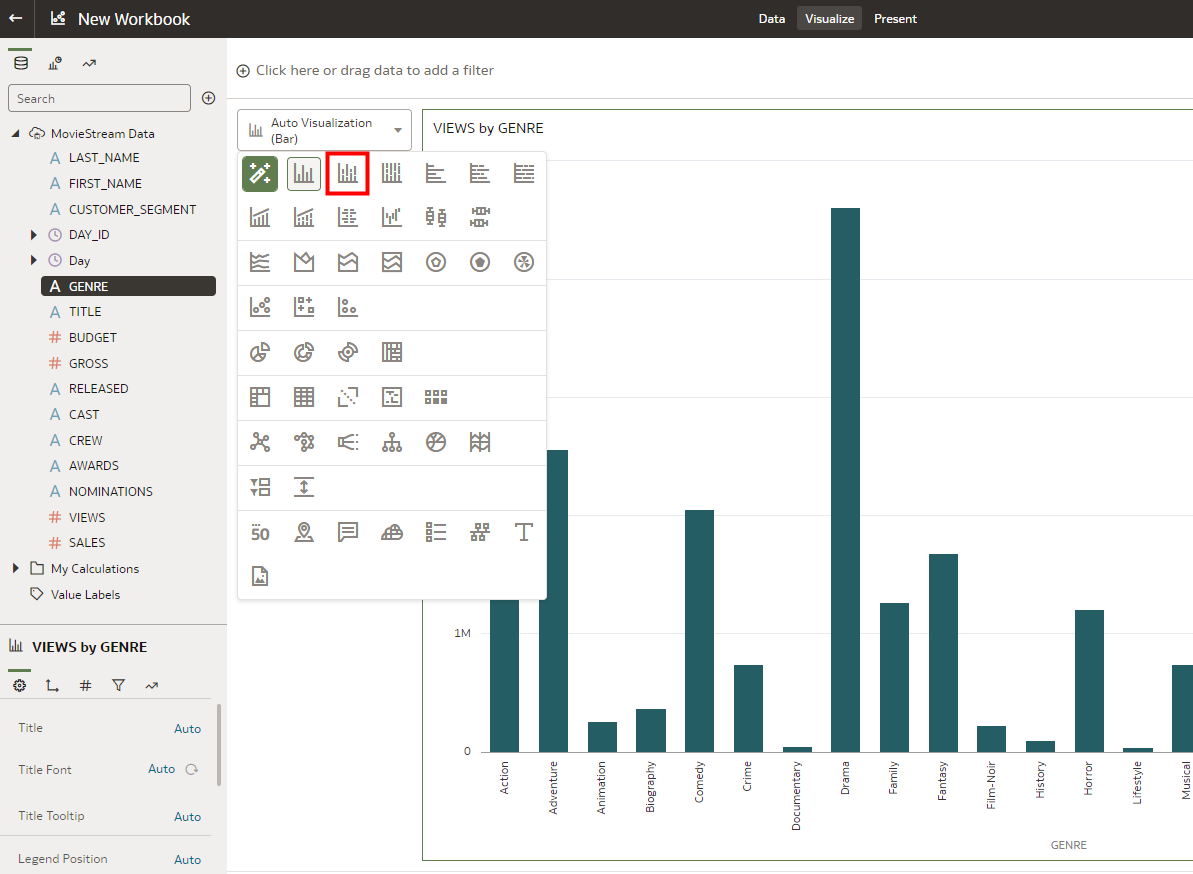 New Workbook
Data
Visualize
Present
Search
Click here or drag data to add a filter
MovieStream Data
A LAST_NAME
A FIRST_NAME
A CUSTOMER_SEGMENT
DAY_ID
Day
A GENRE
A TITLE
# BUDGET
# GROSS
A RELEASED
A CAST
A CREW
A AWARDS
A NOMINATIONS
# VIEWS
# SALES
My Calculations
Value Labels
VIEWS by GENRE
#
Title Auto
Title Font Auto
Title Tooltip Auto
Legend Position Auto
Auto Visualization
(Bar)
50
T
VIEWS by GENRE
1M
0
Action
Adventure
Animation
Biography
Comedy
Crime
Documentary
Drama
Family
Fantasy
Film-Noir
History
Horror
Lifestyle
Musical
GENRE